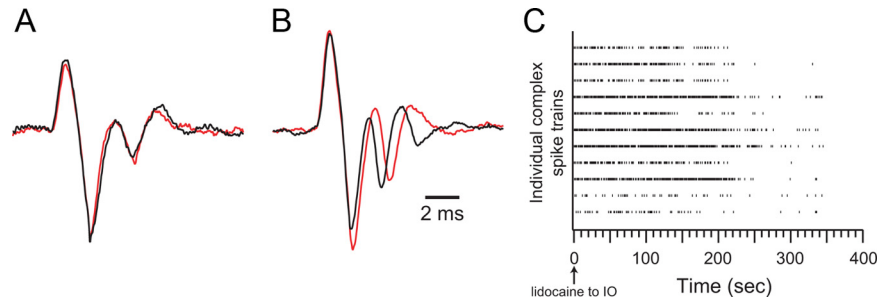 A
B
C
2 ms
Individual complex
spike trains
0
100
200
300
400
Time (sec)
lidocaine to IO